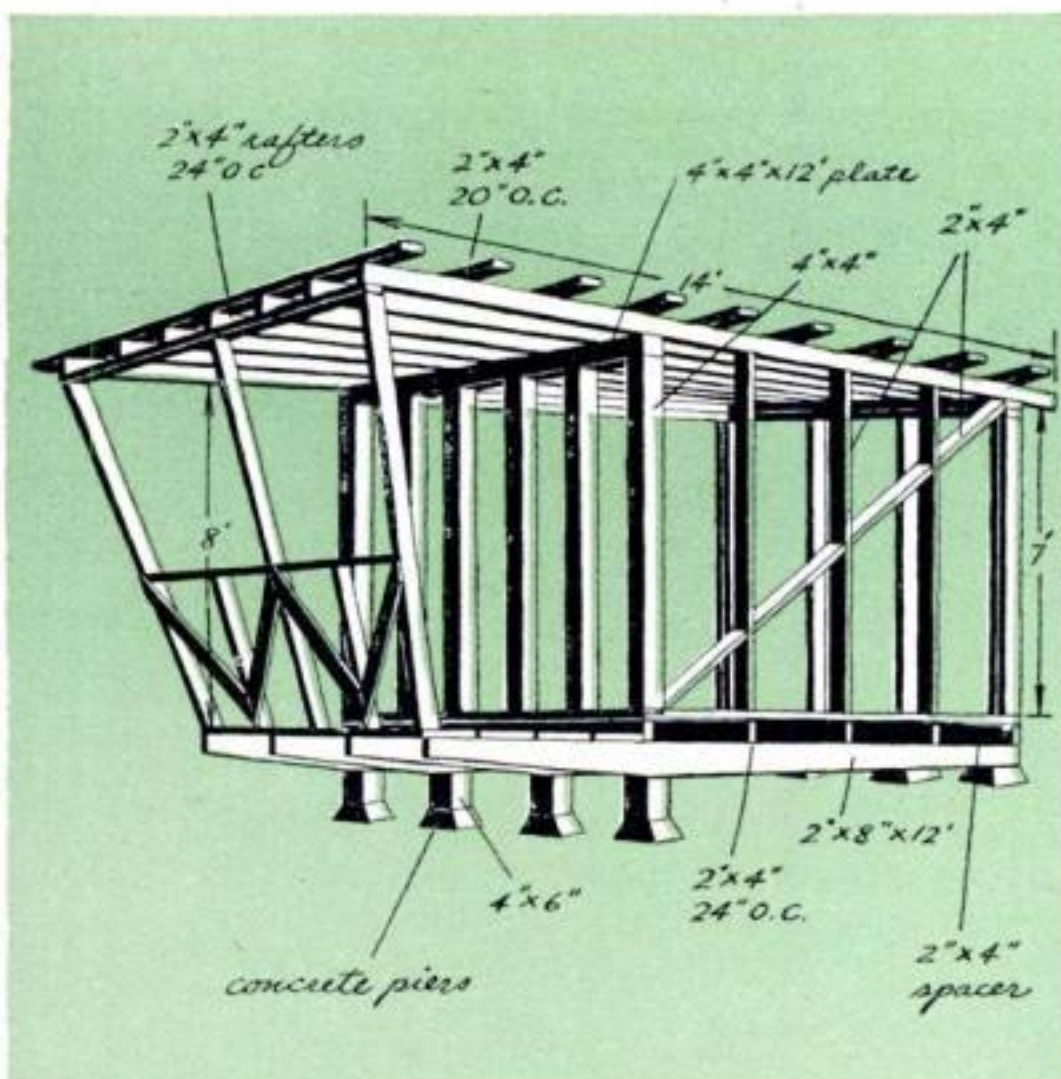 2"x4" rafters
24" O C
2"x4"
20" O.C.
4"x4"x12' plate
2"x4"
14'
4"x4"
8'
7'
2"x8"x12'
4"x6"
2"x4"
24" O.C.
concrete piers
2"x4"
spacer